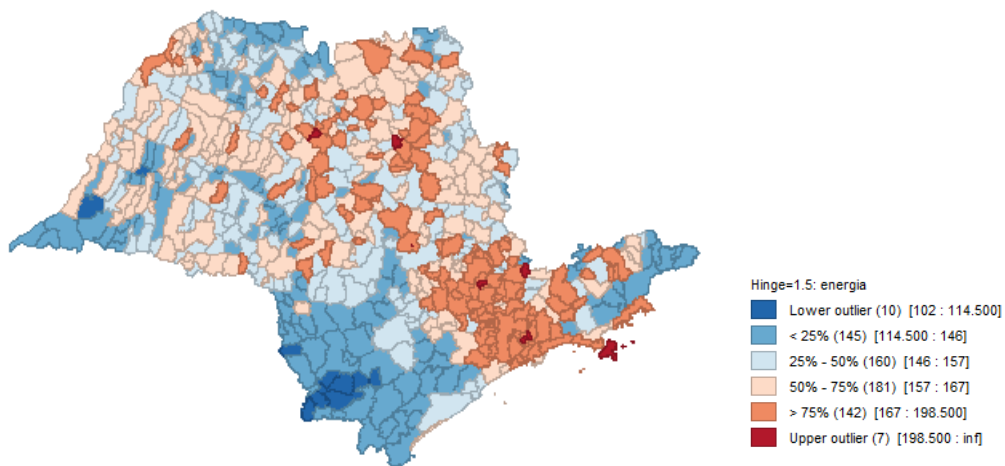 Hinge=1.5: energia
Lower outlier (10) [102 : 114.500]
< 25% (145) [114.500 : 146]
25% - 50% (160) [146 : 157]
50% - 75% (181) [157 : 167]
> 75% (142) [167 : 198.500]
Upper outlier (7) [198.500 : inf]